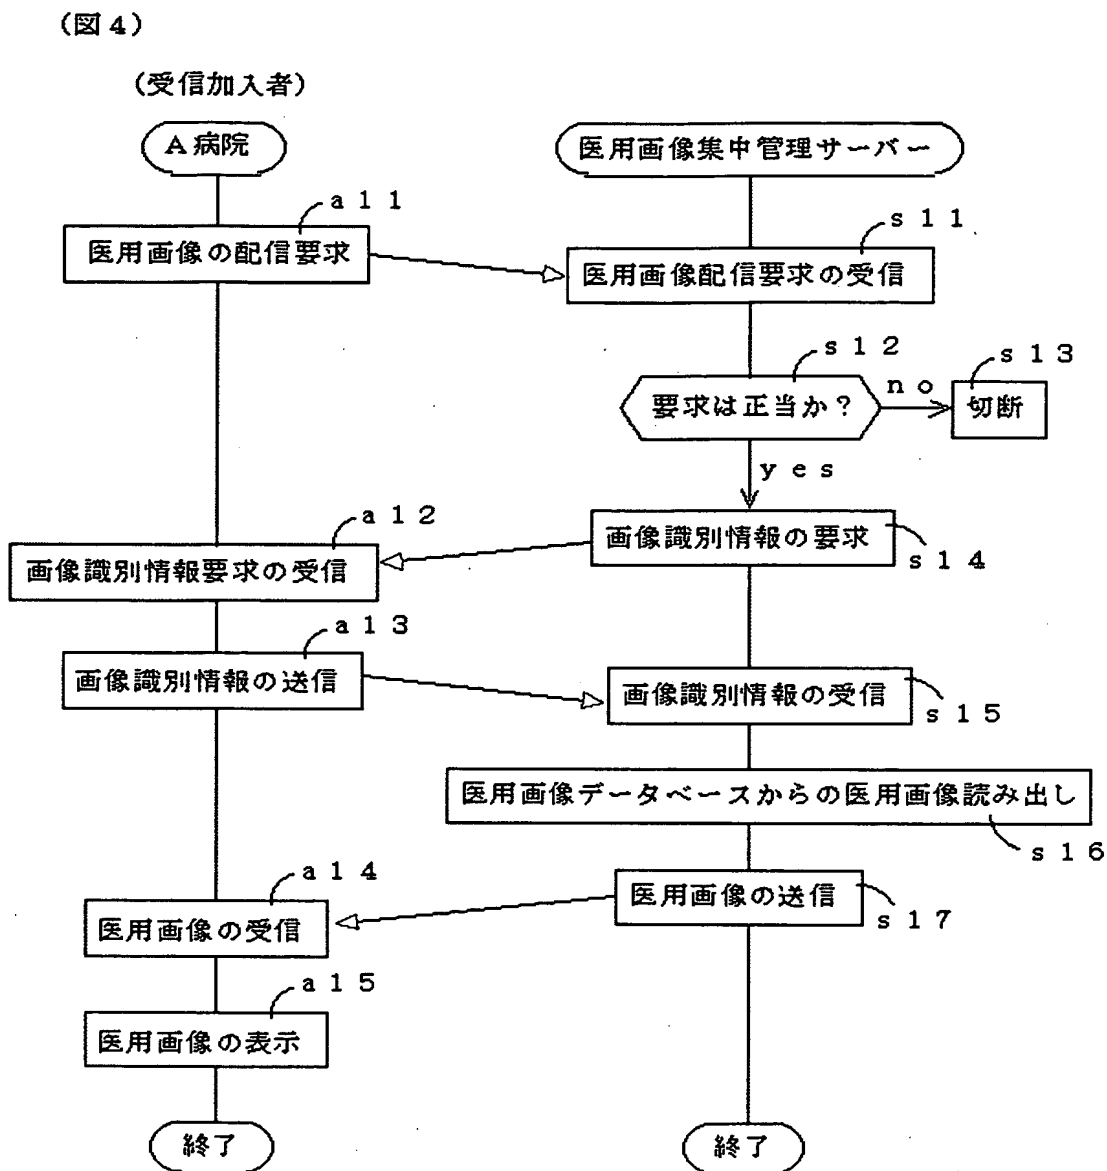 (図4)
(受信加入者)
A病院
医用画像集中管理サーバー
a11
医用画像の配信要求
s11
医用画像配信要求の受信
s12
要求は正当か?
no
s13
切断
yes
画像識別情報の要求
s14
a12
画像識別情報要求の受信
a13
画像識別情報の送信
画像識別情報の受信
s15
医用画像データベースからの医用画像読み出し
s16
医用画像の送信
s17
a14
医用画像の受信
a15
医用画像の表示
終了
終了